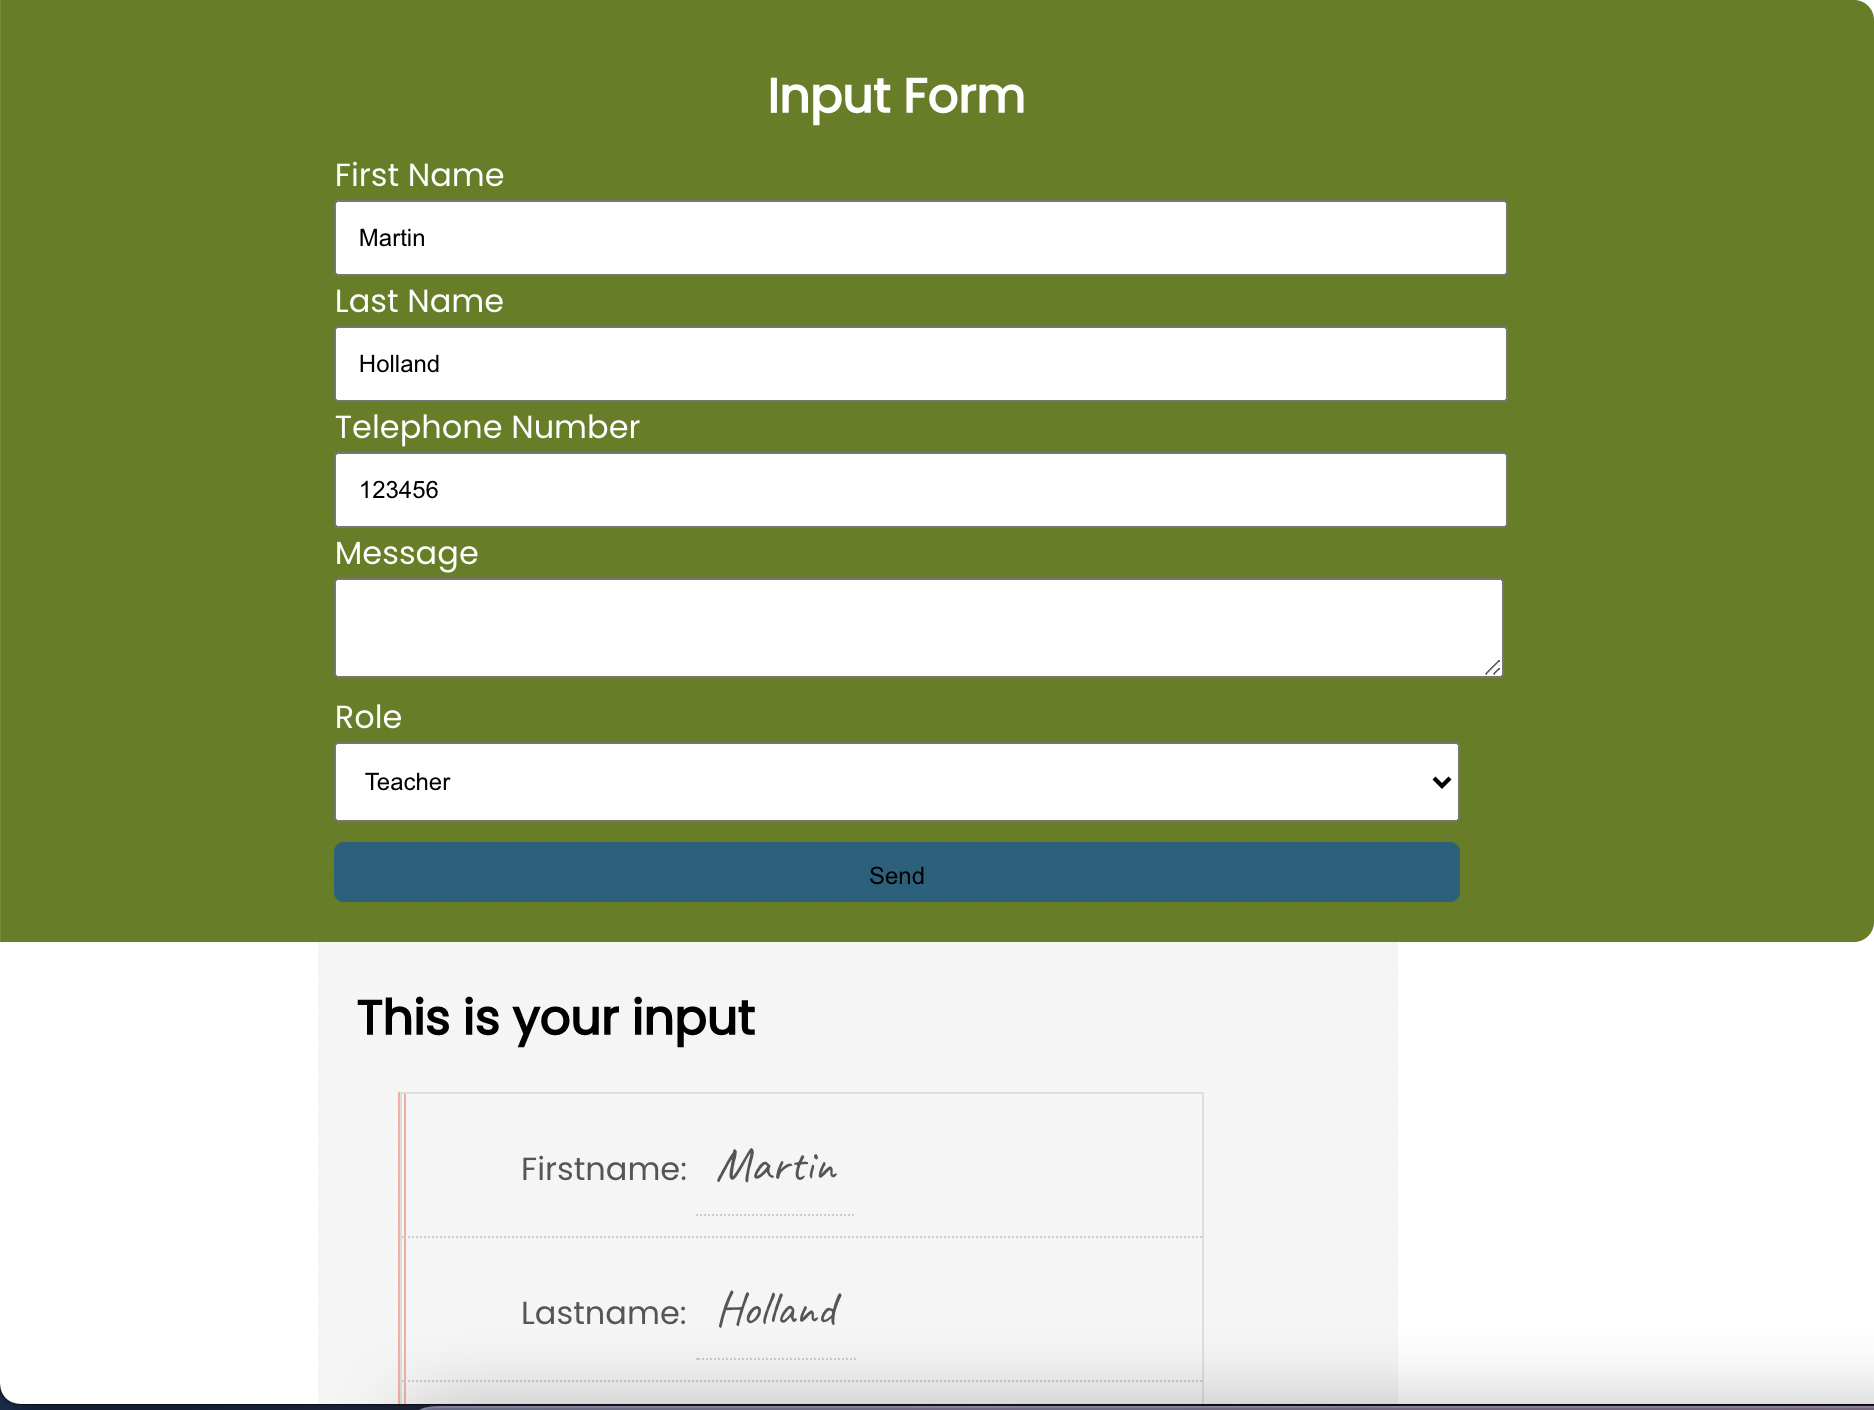 Input Form
First Name
Martin
Last Name
Holland
Telephone Number
123456
Message
Role
Teacher
Send
This is your input
Firstname: Martin
Lastname: Holland